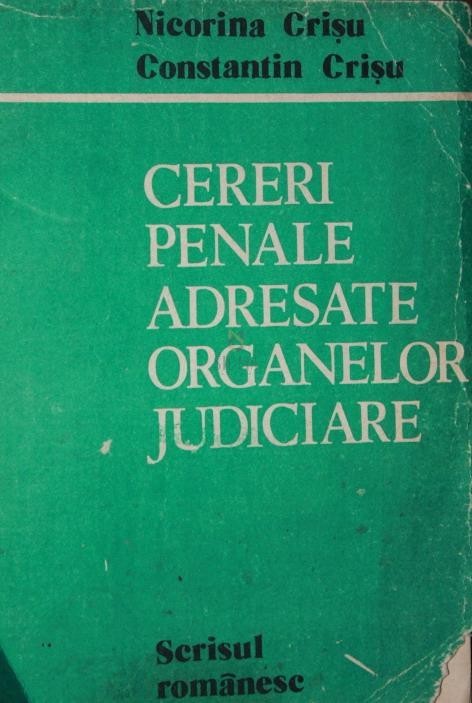 Nicorina Crișu
Constantin Crișu
CERERI
PENALE
ADRESATE
ORGANELOR
JUDICIARE
Scrisul
românesc